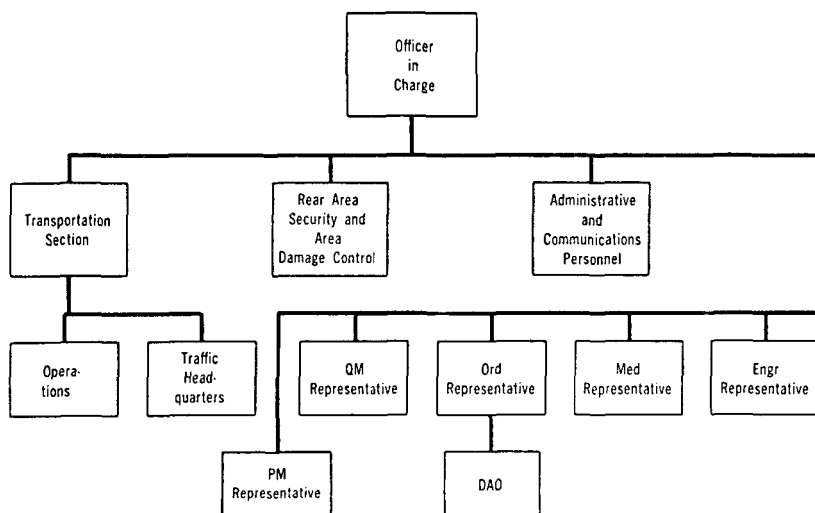 Officer
in
Charge
Transportation
Section
Rear Area
Security and
Area
Damage Control
Administrative
and
Communications
Personnel
Opera-
tions
Traffic
Head-
quarters
QM
Representative
Ord
Representative
Med
Representative
Engr
Representative
PM
Representative
DAO